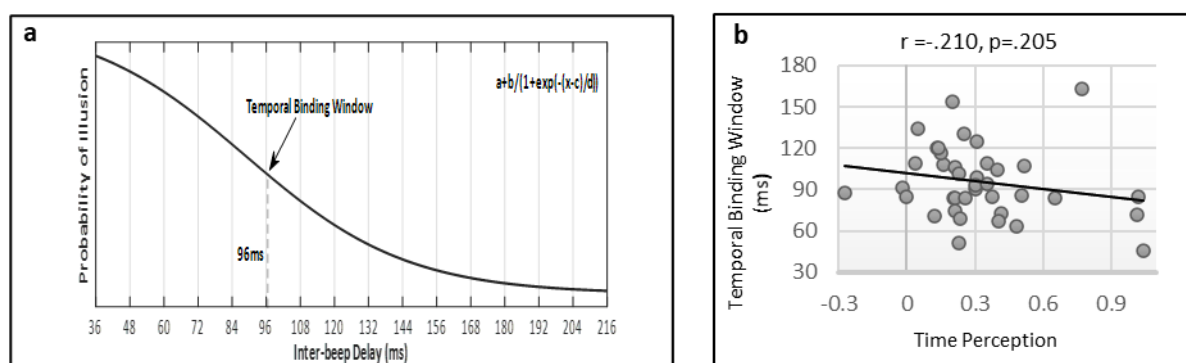 a
a+b/(1+exp(-(x-c)/d))
Temporal Binding Window
96ms
Probability of Illusion
36 48 60 72 84 96 108 120 132 144 156 168 180 192 204 216
Inter-beep Delay (ms)
b
r =-.210, p=.205
Temporal Binding Window
(ms)
180
150
120
90
60
30
-0.3 0 0.3 0.6 0.9
Time Perception